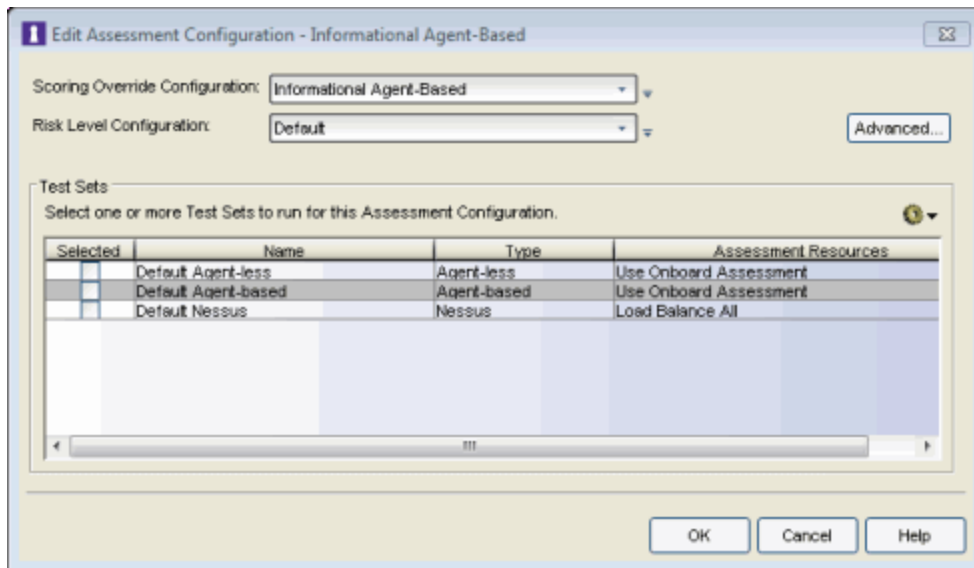 Edit Assessment Configuration - Informational Agent-Based
Scoring Override Configuration: Informational Agent-Based
Risk Level Configuration: Default Advanced...
Test Sets
Select one or more Test Sets to run for this Assessment Configuration.
Selected Name Type Assessment Resources
Default Agent-less Agent-less Use Onboard Assessment
Default Agent-based Agent-based Use Onboard Assessment
Default Nessus Nessus Load Balance All
OK Cancel Help